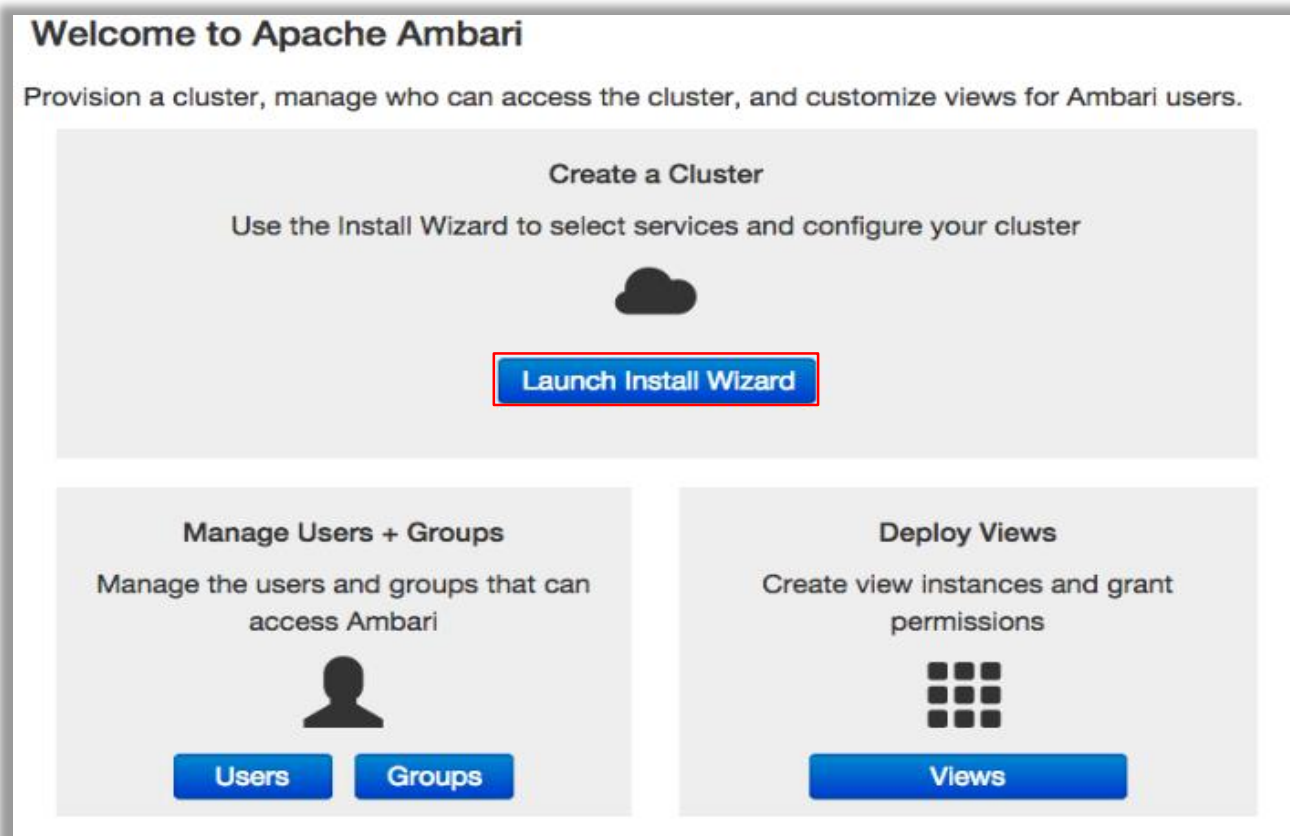 Welcome to Apache Ambari
Provision a cluster, manage who can access the cluster, and customize views for Ambari users.
Create a Cluster
Use the Install Wizard to select services and configure your cluster
Launch Install Wizard
Manage Users + Groups
Manage the users and groups that can
access Ambari
Users
Groups
Deploy Views
Create view instances and grant
permissions
Views